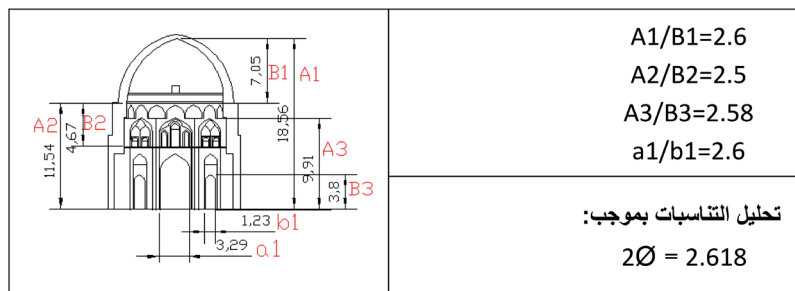 A1/B1=2.6
A2/B2=2.5
A3/B3=2.58
a1/b1=2.6
تحليل التناسبات بموجب:
2Ø = 2.618
7,05
B1
A1
18,56
A2
11,54
B2
4,67
A3
9,91
B3
3,8
1,23
b1
3,29
a1